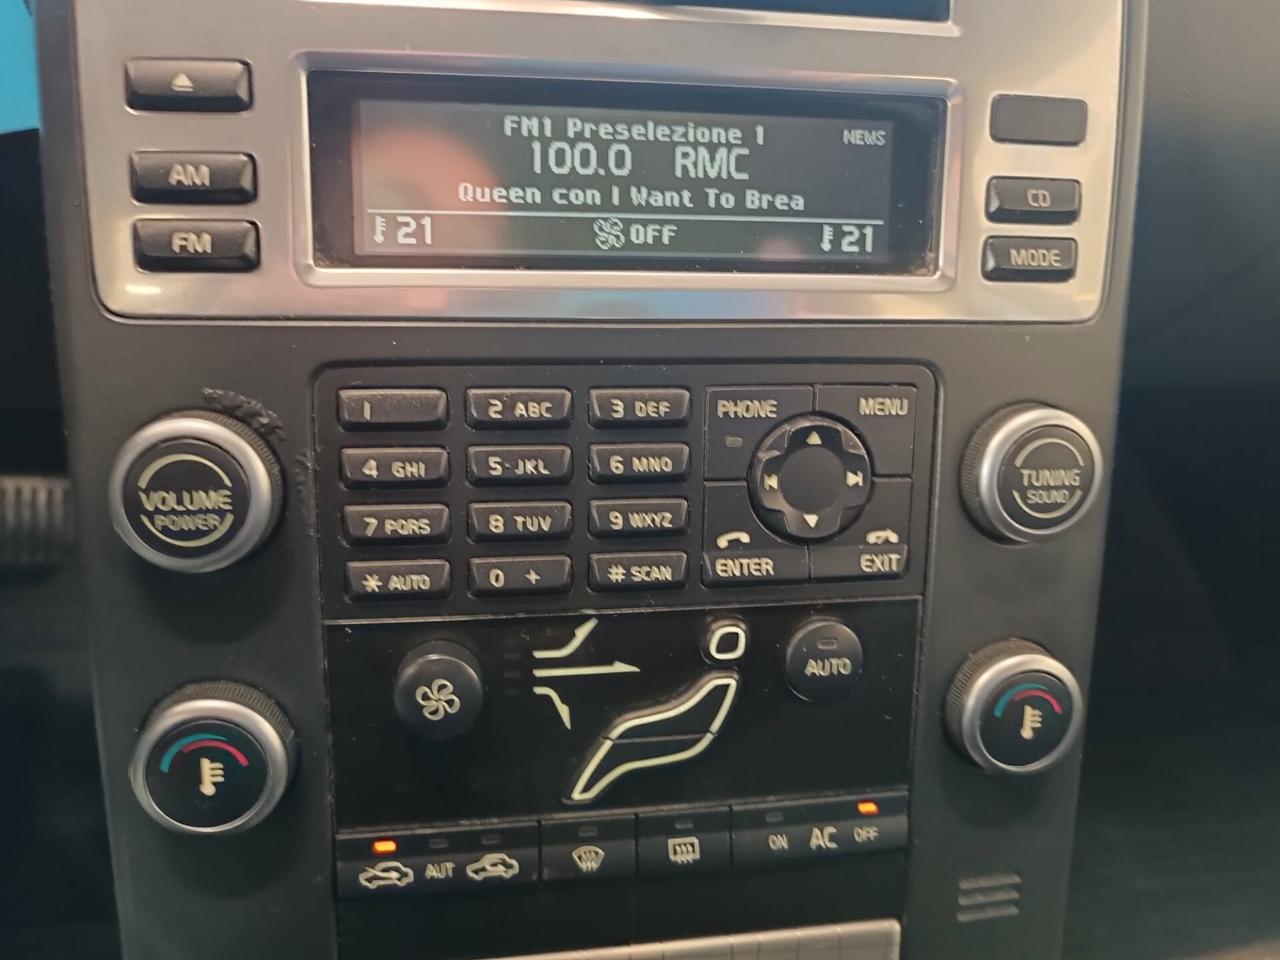 FM1 Preselezione 1
NEWS
100.0 RMC
Queen con I Want To Brea
21 OFF 21
AM
FM
CD
MODE
VOLUME
POWER
1 2 ABC 3 DEF
4 GHI 5 JKL 6 MNO
7 PQRS 8 TUV 9 WXYZ
* AUTO 0 + # SCAN
PHONE MENU
ENTER EXIT
TUNING
SOUND
AUTO
AUT
ON AC OFF